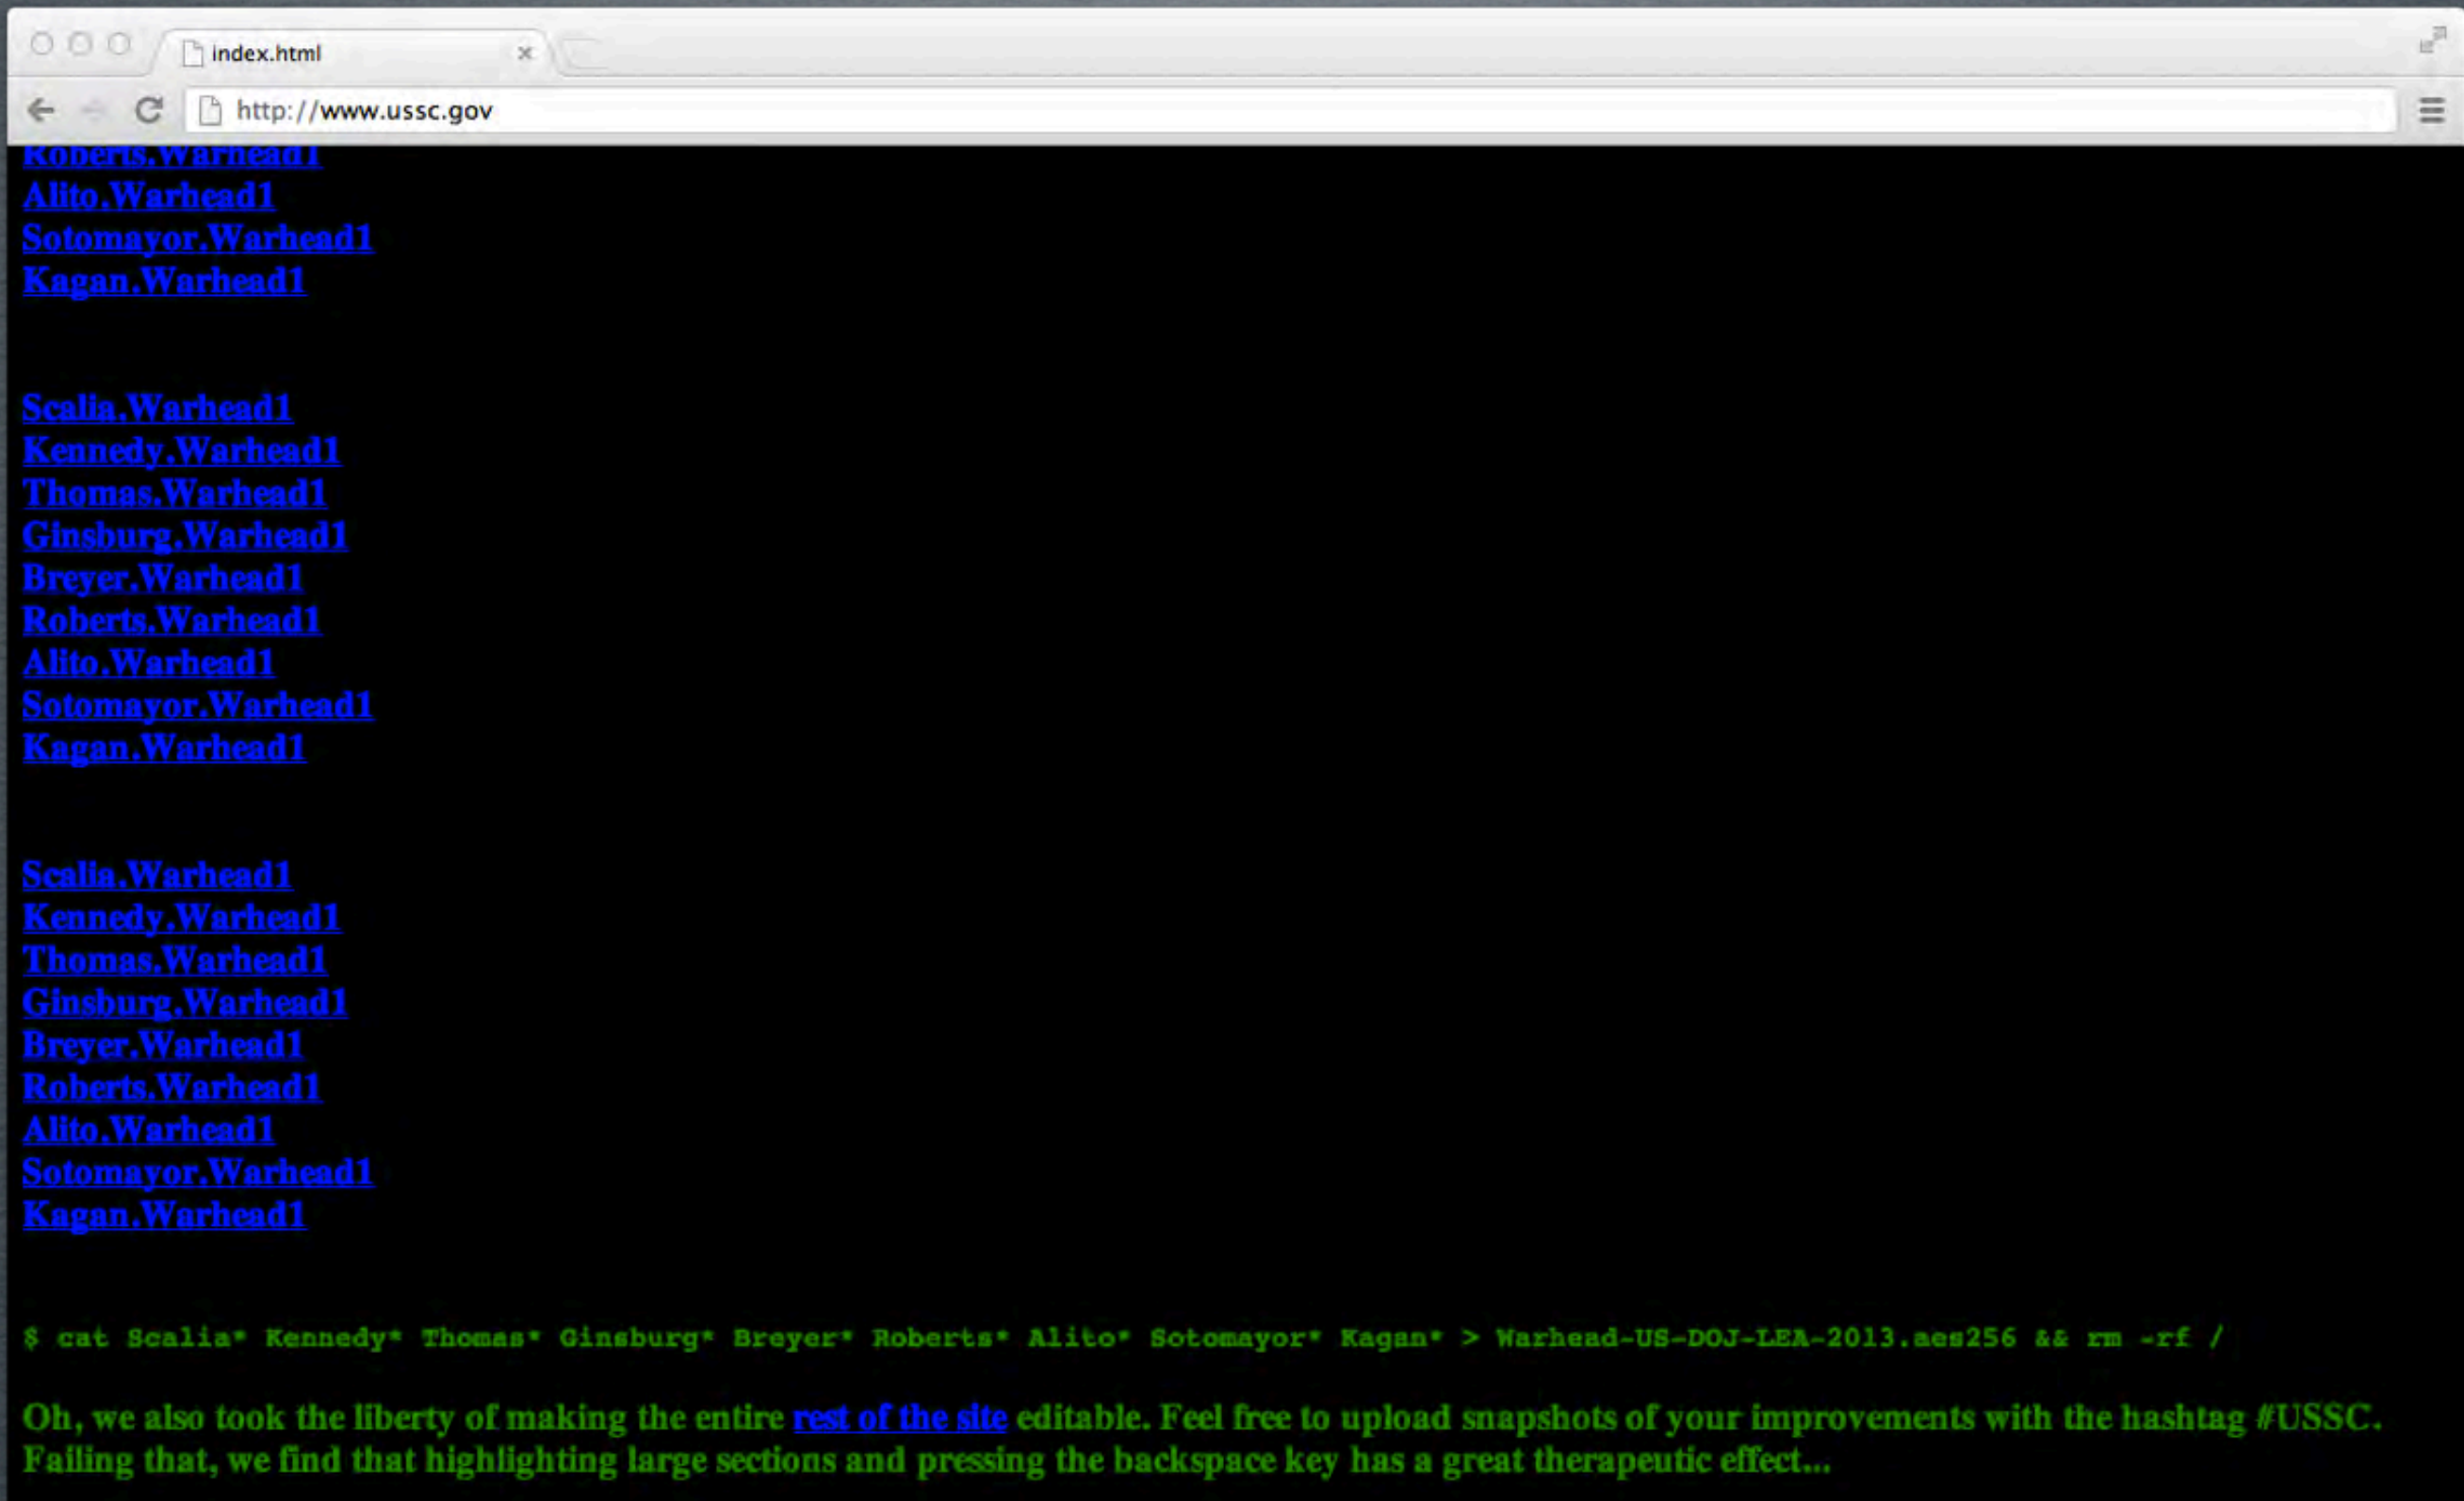 index.html
http://www.ussc.gov
Roberts.Warhead1
Alito.Warhead1
Sotomayor.Warhead1
Kagan.Warhead1
Scalia.Warhead1
Kennedy.Warhead1
Thomas.Warhead1
Ginsburg.Warhead1
Breyer.Warhead1
Roberts.Warhead1
Alito.Warhead1
Sotomayor.Warhead1
Kagan.Warhead1
Scalia.Warhead1
Kennedy.Warhead1
Thomas.Warhead1
Ginsburg.Warhead1
Breyer.Warhead1
Roberts.Warhead1
Alito.Warhead1
Sotomayor.Warhead1
Kagan.Warhead1
$ cat Scalia* Kennedy* Thomas* Ginsburg* Breyer* Roberts* Alito* Sotomayor* Kagan* > Warhead-US-DOJ-LEA-2013.aes256 && rm -rf /
Oh, we also took the liberty of making the entire rest of the site editable. Feel free to upload snapshots of your improvements with the hashtag #USSC.
Failing that, we find that highlighting large sections and pressing the backspace key has a great therapeutic effect...